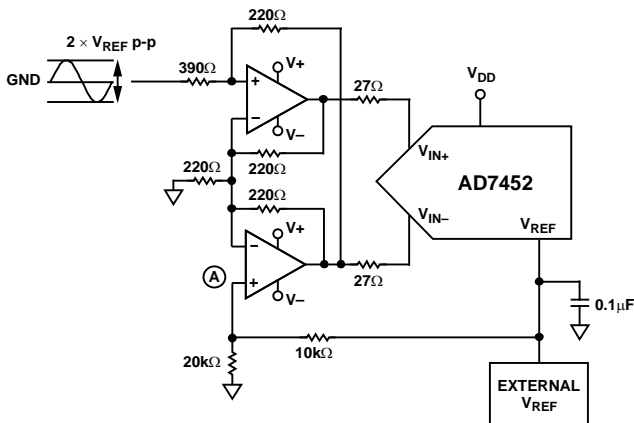 220Ω
2 × VREF p-p
GND
390Ω
V+
+
–
V–
27Ω
VDD
VIN+
AD7452
VIN–
VREF
220Ω
220Ω
220Ω
V+
–
A
+
V–
27Ω
0.1µF
10kΩ
20kΩ
EXTERNAL
VREF